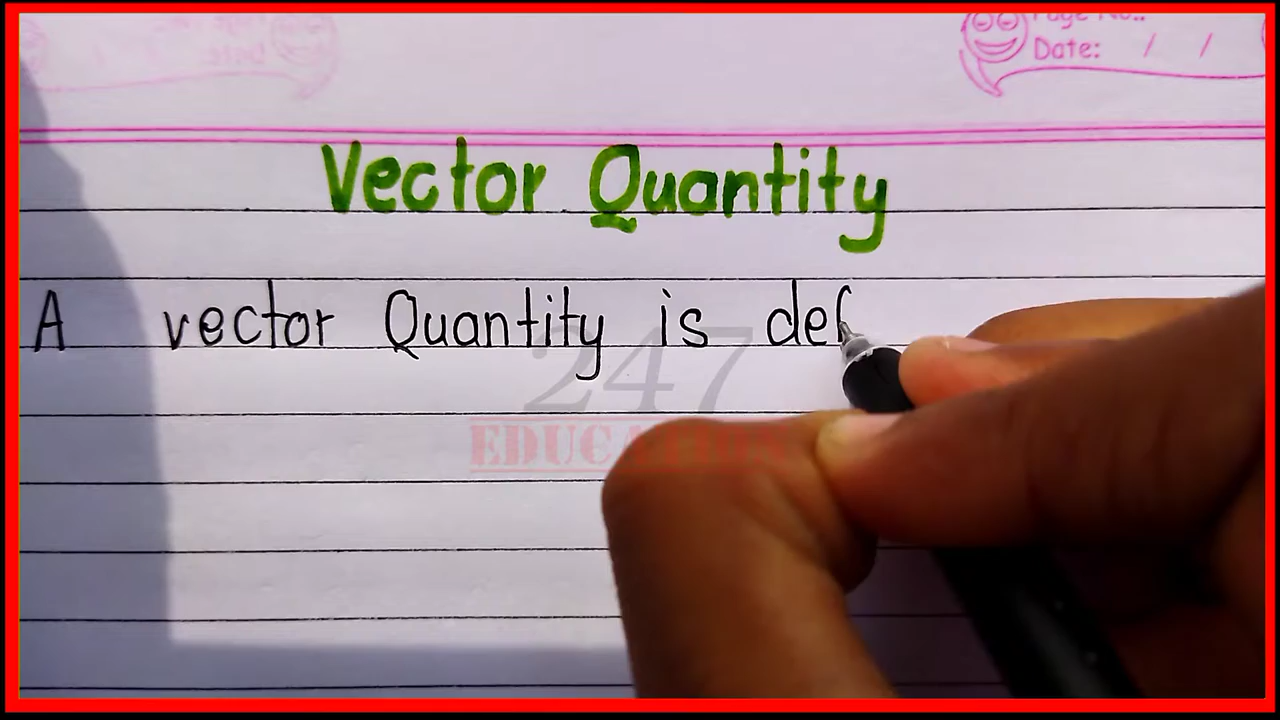 Page No.:
Date: / /
Vector Quantity
A vector Quantity is def
247
EDUCATION